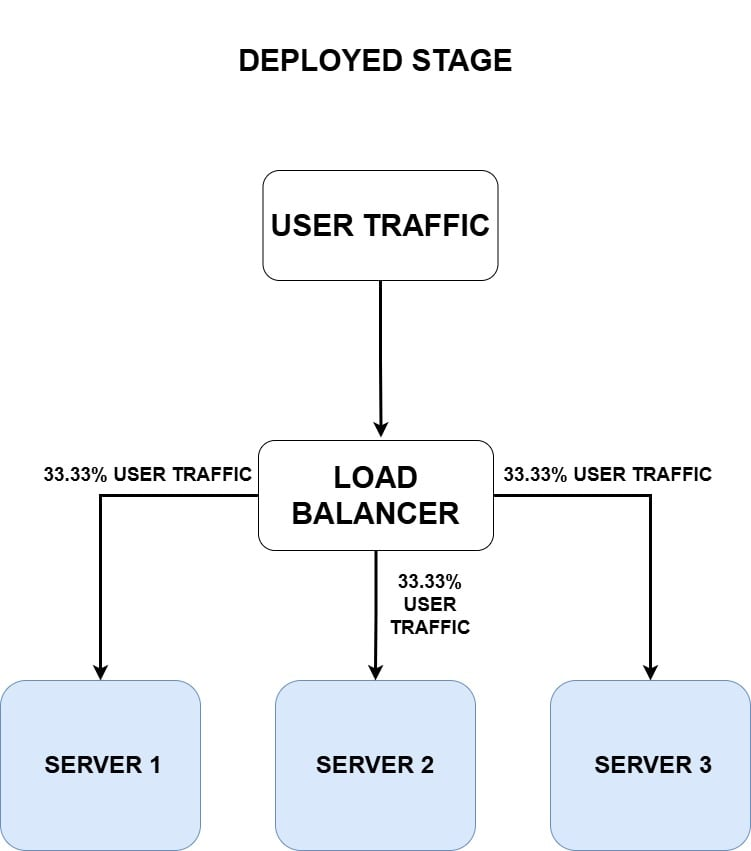 DEPLOYED STAGE
USER TRAFFIC
33.33% USER TRAFFIC
LOAD
BALANCER
33.33% USER TRAFFIC
33.33%
USER
TRAFFIC
SERVER 1
SERVER 2
SERVER 3